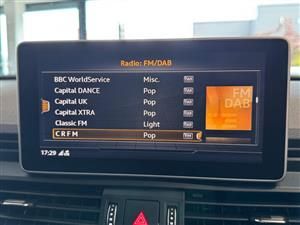 Radio: FM/DAB
BBC WorldService Misc.
Capital DANCE Pop
Capital UK Pop
Capital XTRA Pop
Classic FM Light
CRFM Pop
FM
DAB
17:29